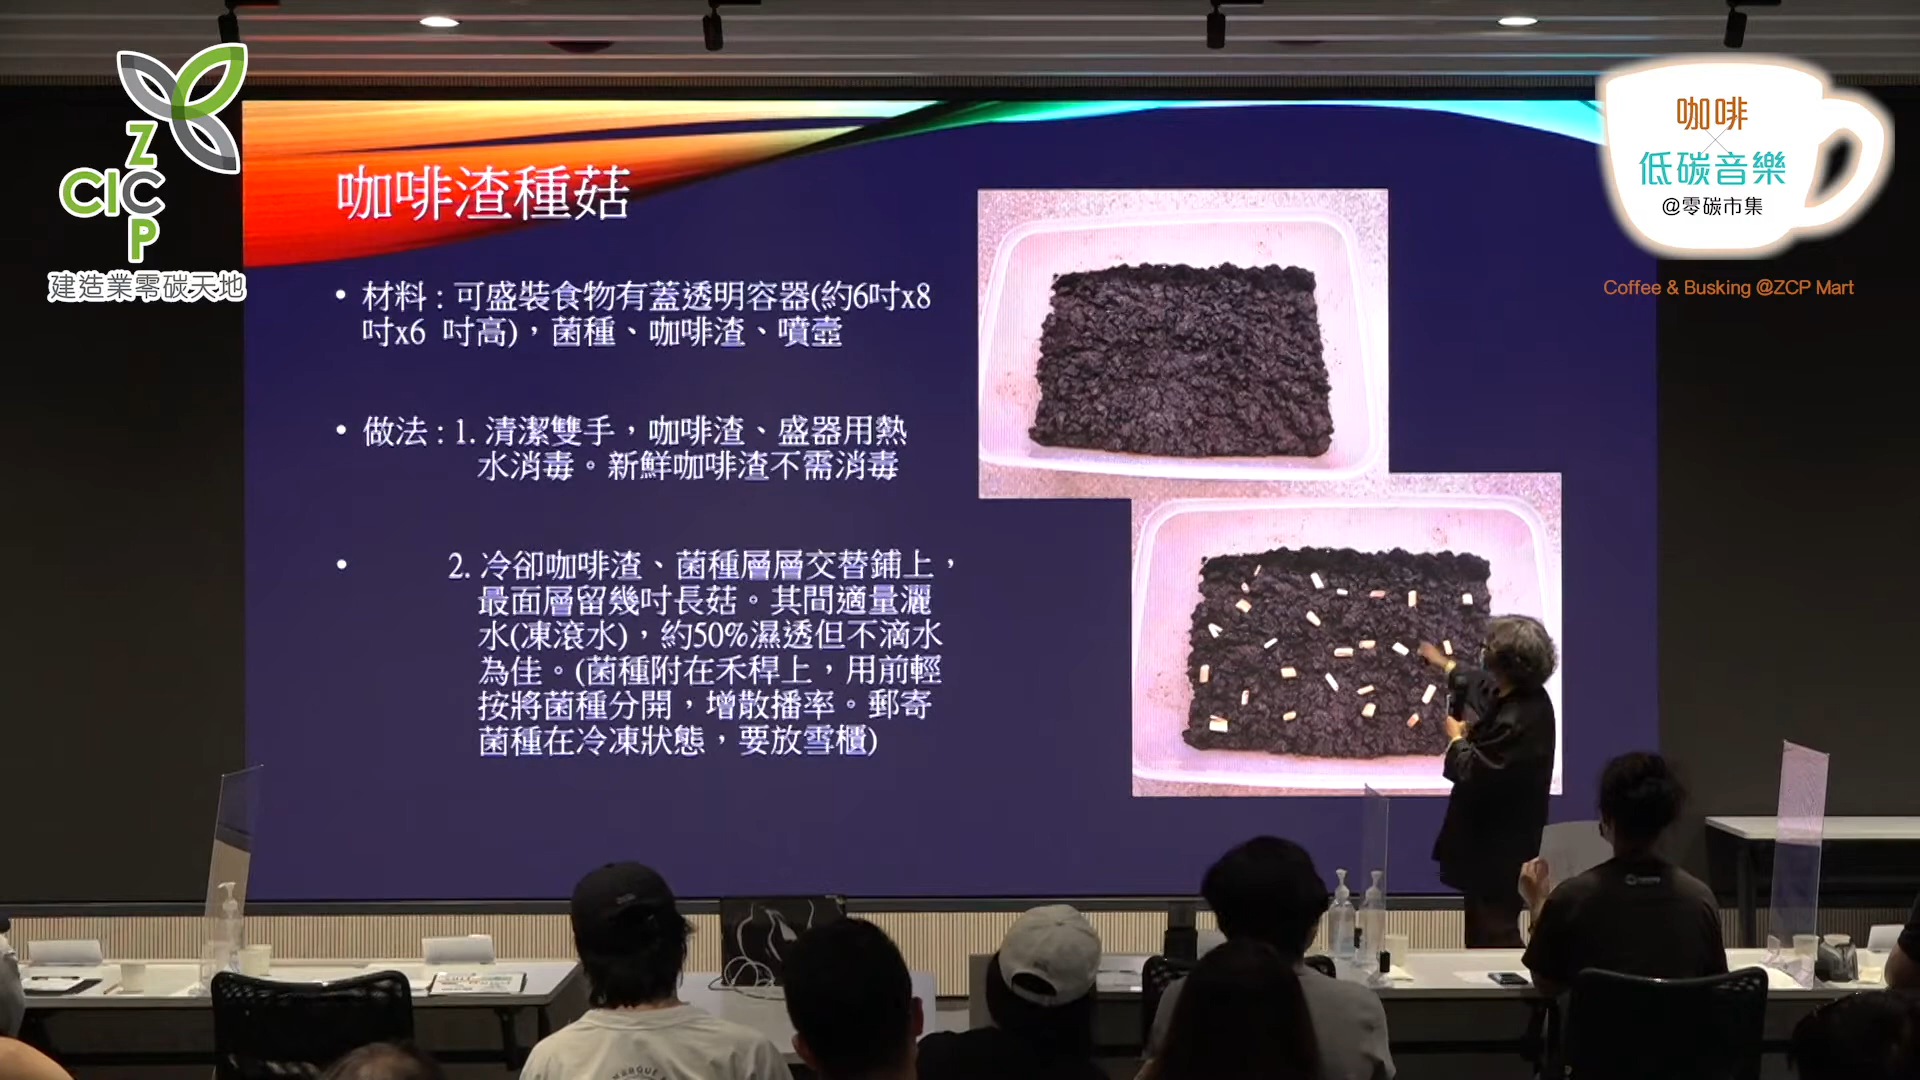 Z
CICP
建造業零碳天地
咖啡
×
低碳音樂
@零碳市集
Coffee & Busking @ZCP Mart
咖啡渣種菇
• 材料 : 可盛裝食物有蓋透明容器(約6吋x8
吋x6 吋高)，菌種、咖啡渣、噴壺
• 做法 : 1. 清潔雙手，咖啡渣、盛器用熱
水消毒。新鮮咖啡渣不需消毒
• 2. 冷卻咖啡渣、菌種層層交替鋪上，
最面層留幾吋長菇。其間適量灑
水(凍滾水)，約50%濕透但不滴水
為佳。(菌種附在禾稈上，用前輕
按將菌種分開，增散播率。郵寄
菌種在冷凍狀態，要放雪櫃)